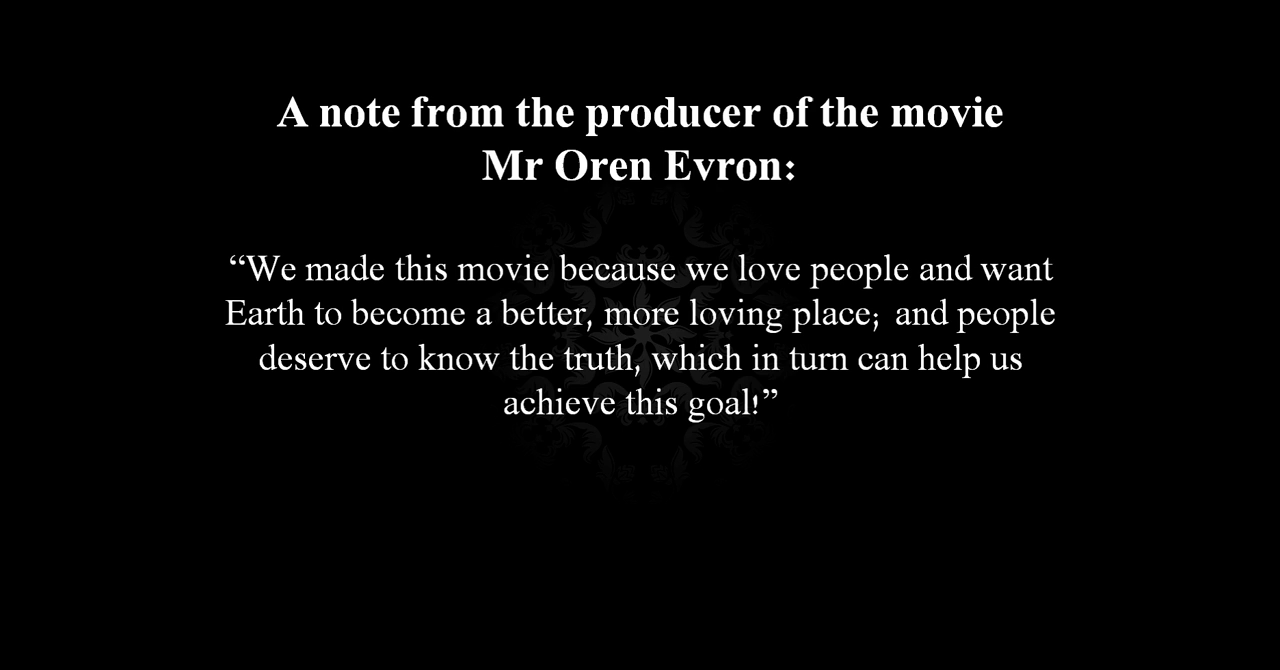 A note from the producer of the movie
Mr Oren Evron:
“We made this movie because we love people and want
Earth to become a better, more loving place; and people
deserve to know the truth, which in turn can help us
achieve this goal!”